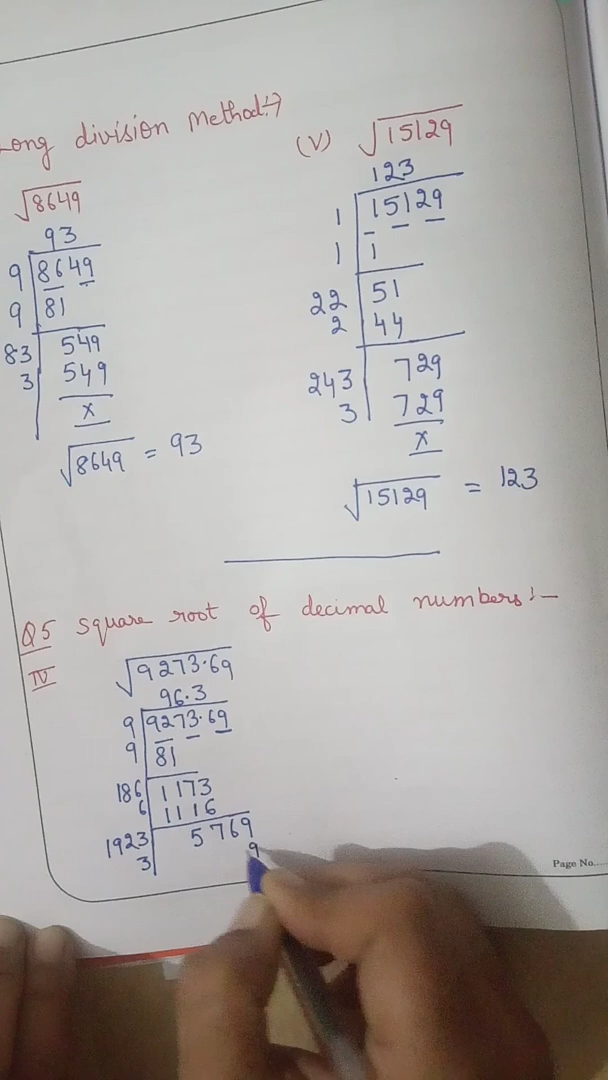 Long division Method:→
√8649
93
9 8649
9 81
83 549
3 549
x
√8649 = 93
(V) √15129
123
1 15129
1 1
22 51
2 44
243 729
3 729
x
√15129 = 123
Q5 Square root of decimal numbers:-
IV √9273.69
96.3
9 9273.69
9 81
186 1173
6 1116
1923 5769
3 9
Page No.